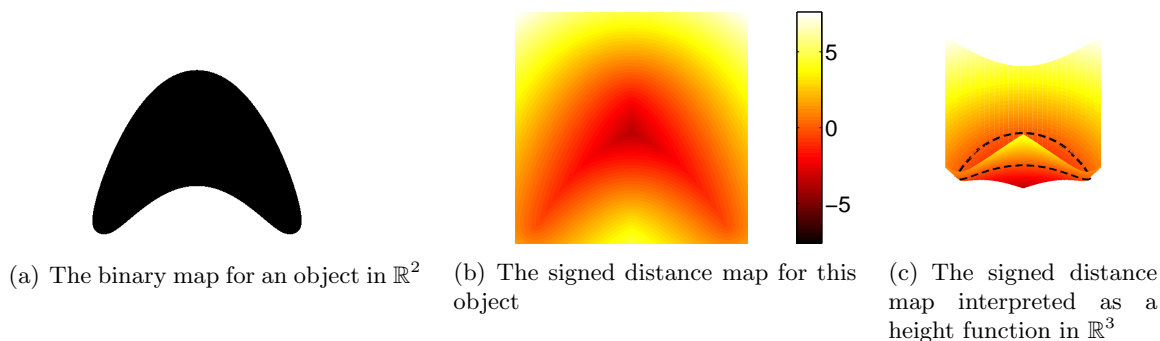 5
0
−5
(a) The binary map for an object in ℝ²
(b) The signed distance map for this
object
(c) The signed distance
map interpreted as a
height function in ℝ³